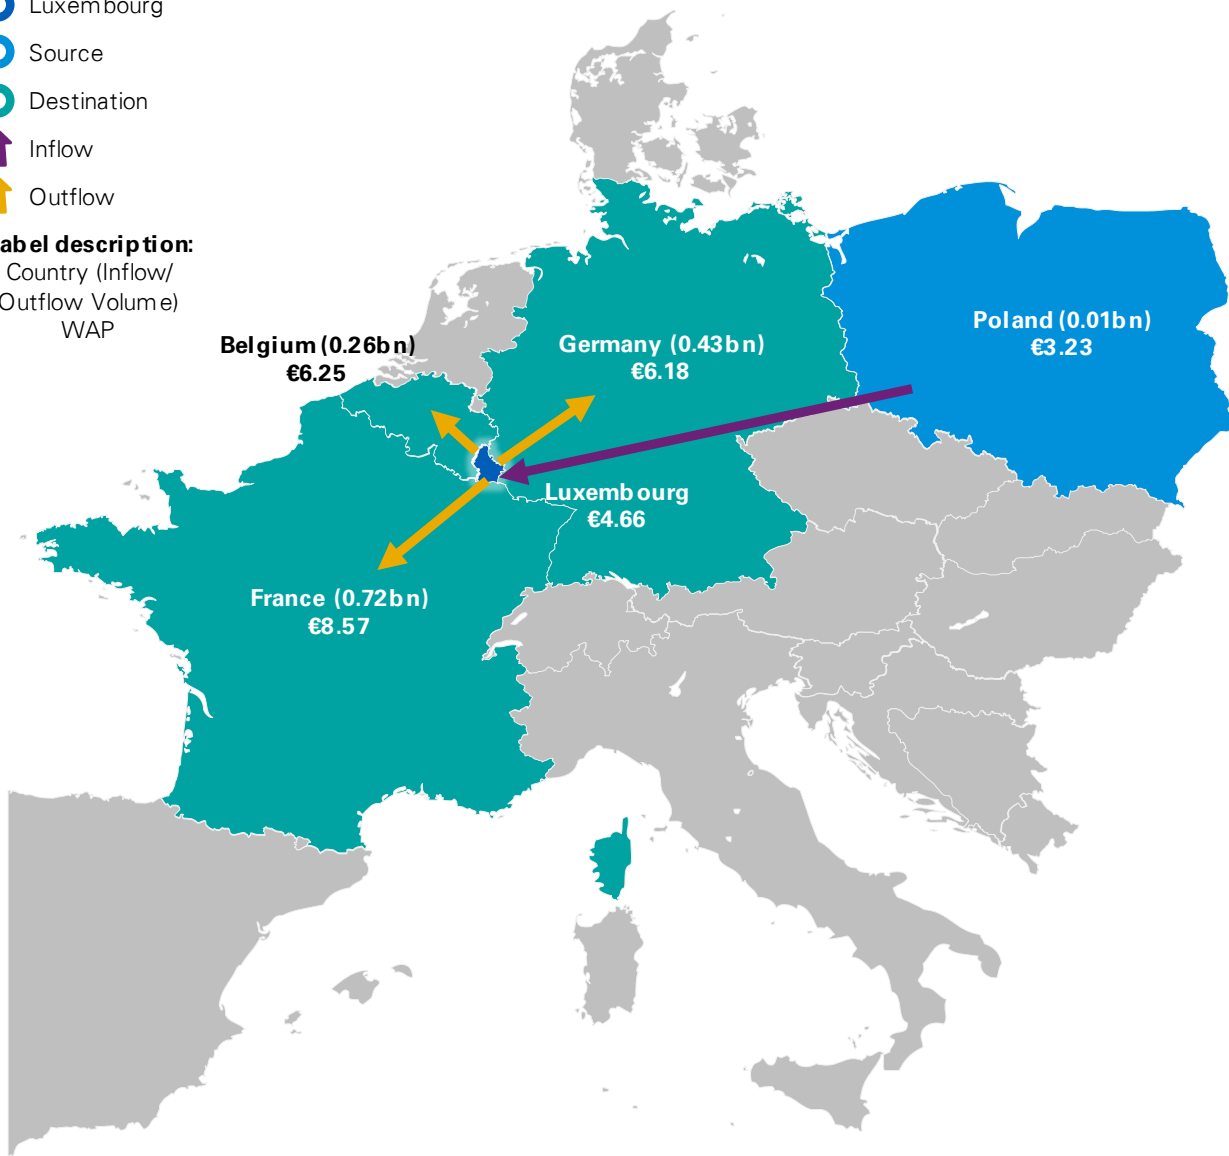 Luxembourg
Source
Destination
Inflow
Outflow
abel description:
Country (Inflow/
Outflow Volume)
WAP
Belgium (0.26bn)
€6.25
Germany (0.43bn)
€6.18
Poland (0.01bn)
€3.23
Luxembourg
€4.66
France (0.72bn)
€8.57